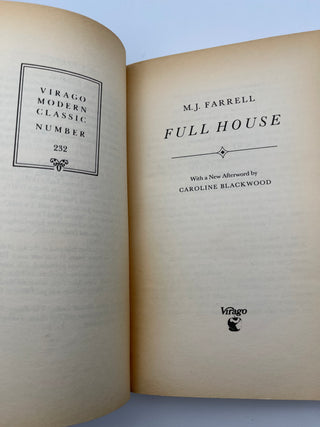 VIRAGO
MODERN
CLASSIC
NUMBER
232
M.J. FARRELL
FULL HOUSE
With a New Afterword by
CAROLINE BLACKWOOD
Virago